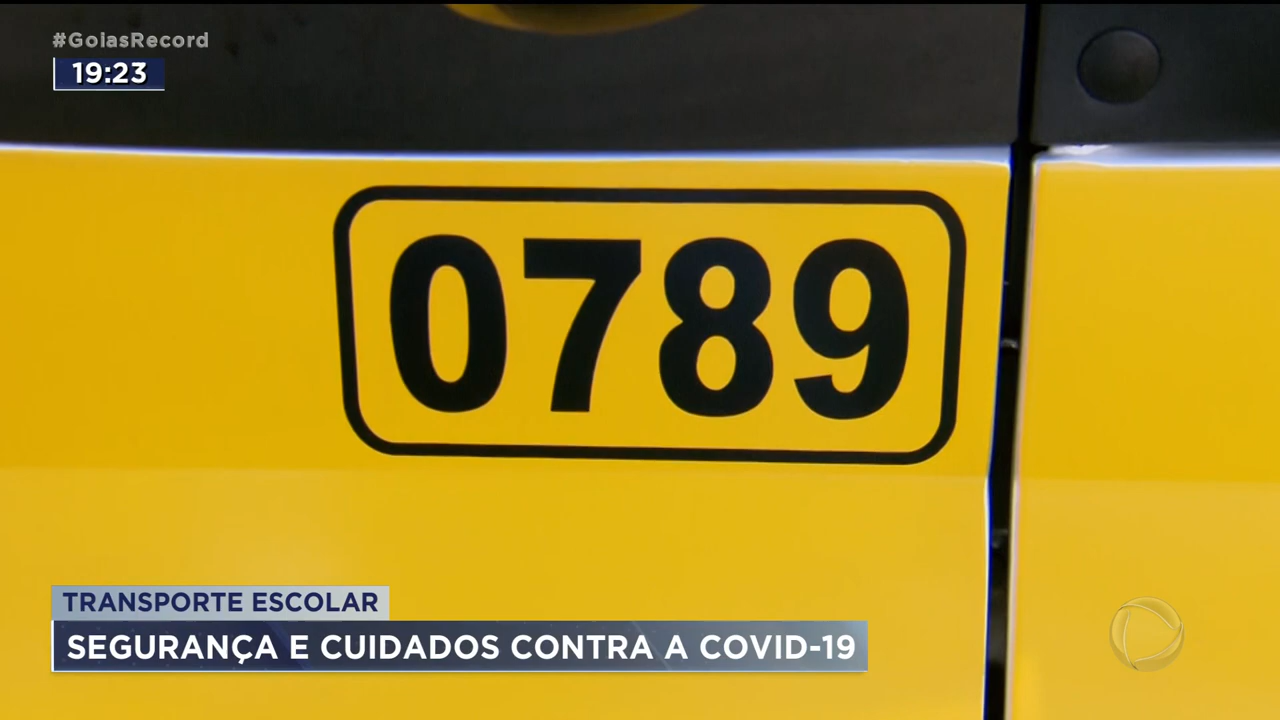 #GoiasRecord
19:23
0789
TRANSPORTE ESCOLAR
SEGURANÇA E CUIDADOS CONTRA A COVID-19